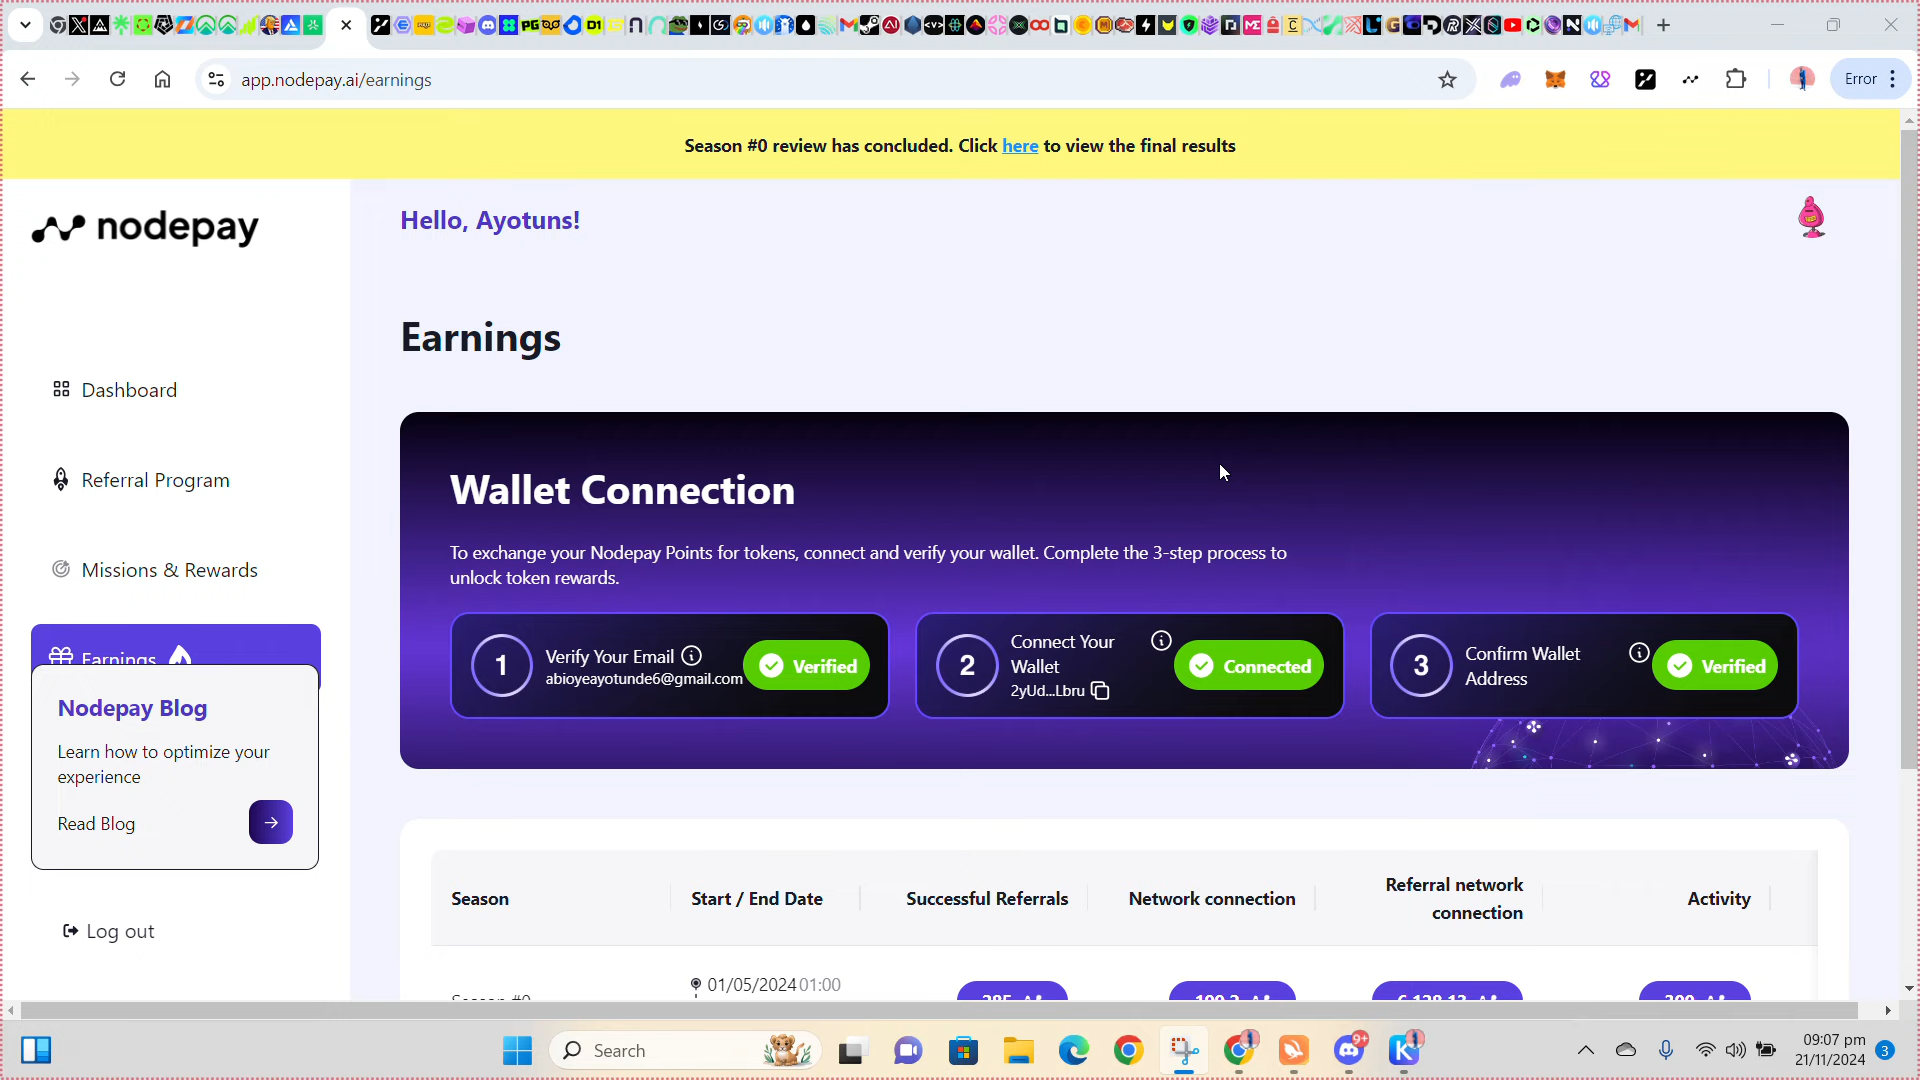 app.nodepay.ai/earnings
Error
Season #0 review has concluded. Click here to view the final results
nodepay
Hello, Ayotuns!
Earnings
Dashboard
Referral Program
Missions & Rewards
Earnings
Nodepay Blog
Learn how to optimize your
experience
Read Blog
Log out
Wallet Connection
To exchange your Nodepay Points for tokens, connect and verify your wallet. Complete the 3-step process to
unlock token rewards.
1
Verify Your Email
abioyeayotunde6@gmail.com
Verified
2
Connect Your
Wallet
2yUd...Lbru
Connected
3
Confirm Wallet
Address
Verified
Season
Start / End Date
Successful Referrals
Network connection
Referral network
connection
Activity
Season #0
01/05/2024 01:00
Search
09:07 pm
21/11/2024
3